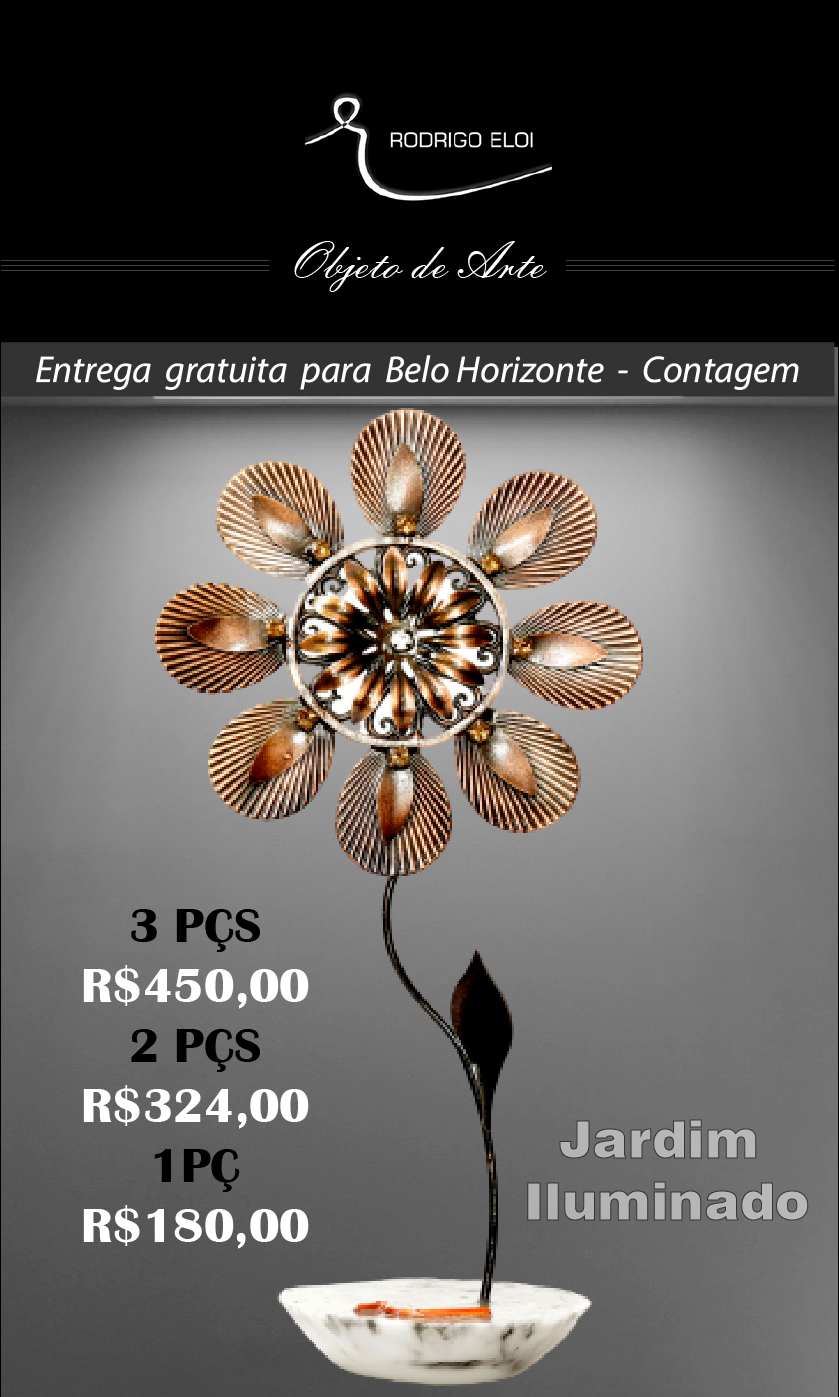 RODRIGO ELOI
Objeto de Arte
Entrega gratuita para Belo Horizonte - Contagem
3 PÇS
R$450,00
2 PÇS
R$324,00
1PÇ
R$180,00
Jardim
Iluminado